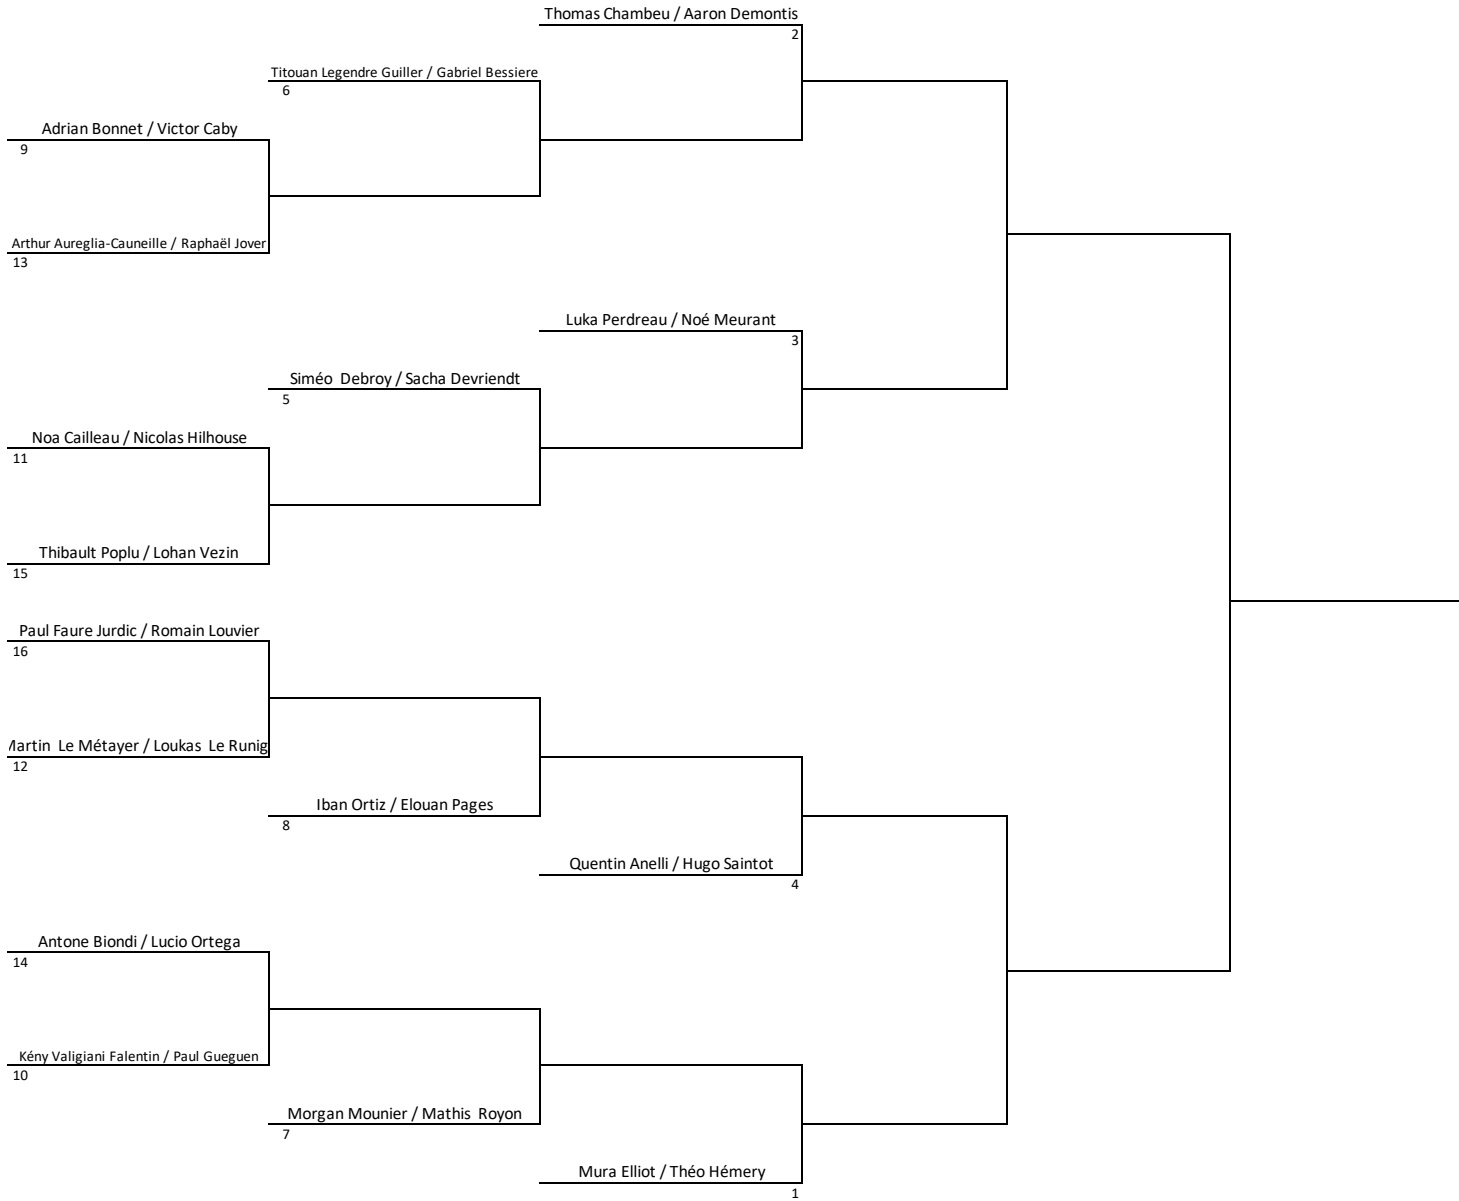 Thomas Chambeu / Aaron Demontis
2
Titouan Legendre Guiller / Gabriel Bessiere
6
Adrian Bonnet / Victor Caby
9
Arthur Aureglia-Cauneille / Raphaël Jover
13
Luka Perdreau / Noé Meurant
3
Siméo Debroy / Sacha Devriendt
5
Noa Cailleau / Nicolas Hilhouse
11
Thibault Poplu / Lohan Vezin
15
Paul Faure Jurdic / Romain Louvier
16
Martin Le Métayer / Loukas Le Runig
12
Iban Ortiz / Elouan Pages
8
Quentin Anelli / Hugo Saintot
4
Antone Biondi / Lucio Ortega
14
Kény Valigiani Falentin / Paul Gueguen
10
Morgan Mounier / Mathis Royon
7
Mura Elliot / Théo Hémery
1